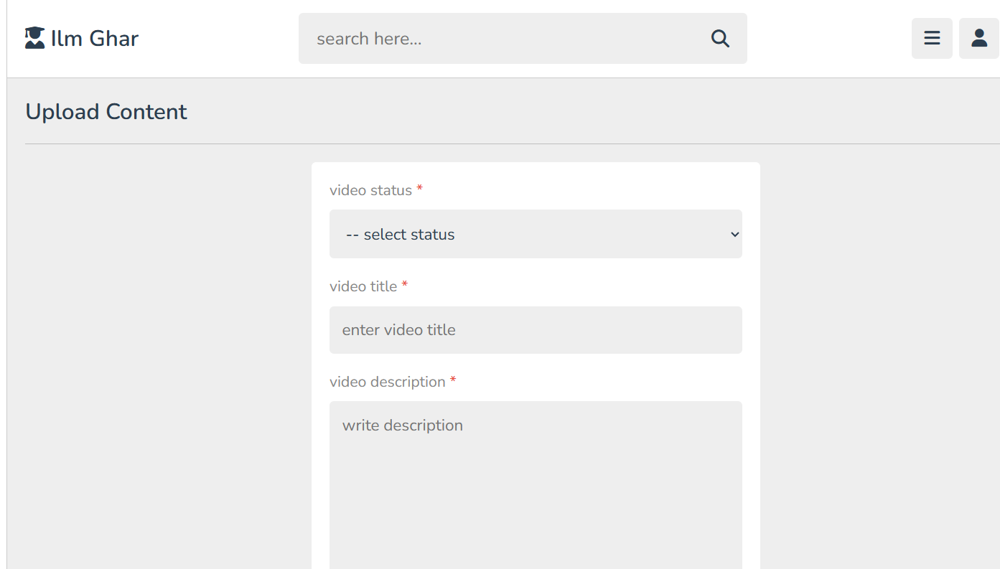 Ilm Ghar
search here...
Upload Content
video status *
-- select status
video title *
enter video title
video description *
write description